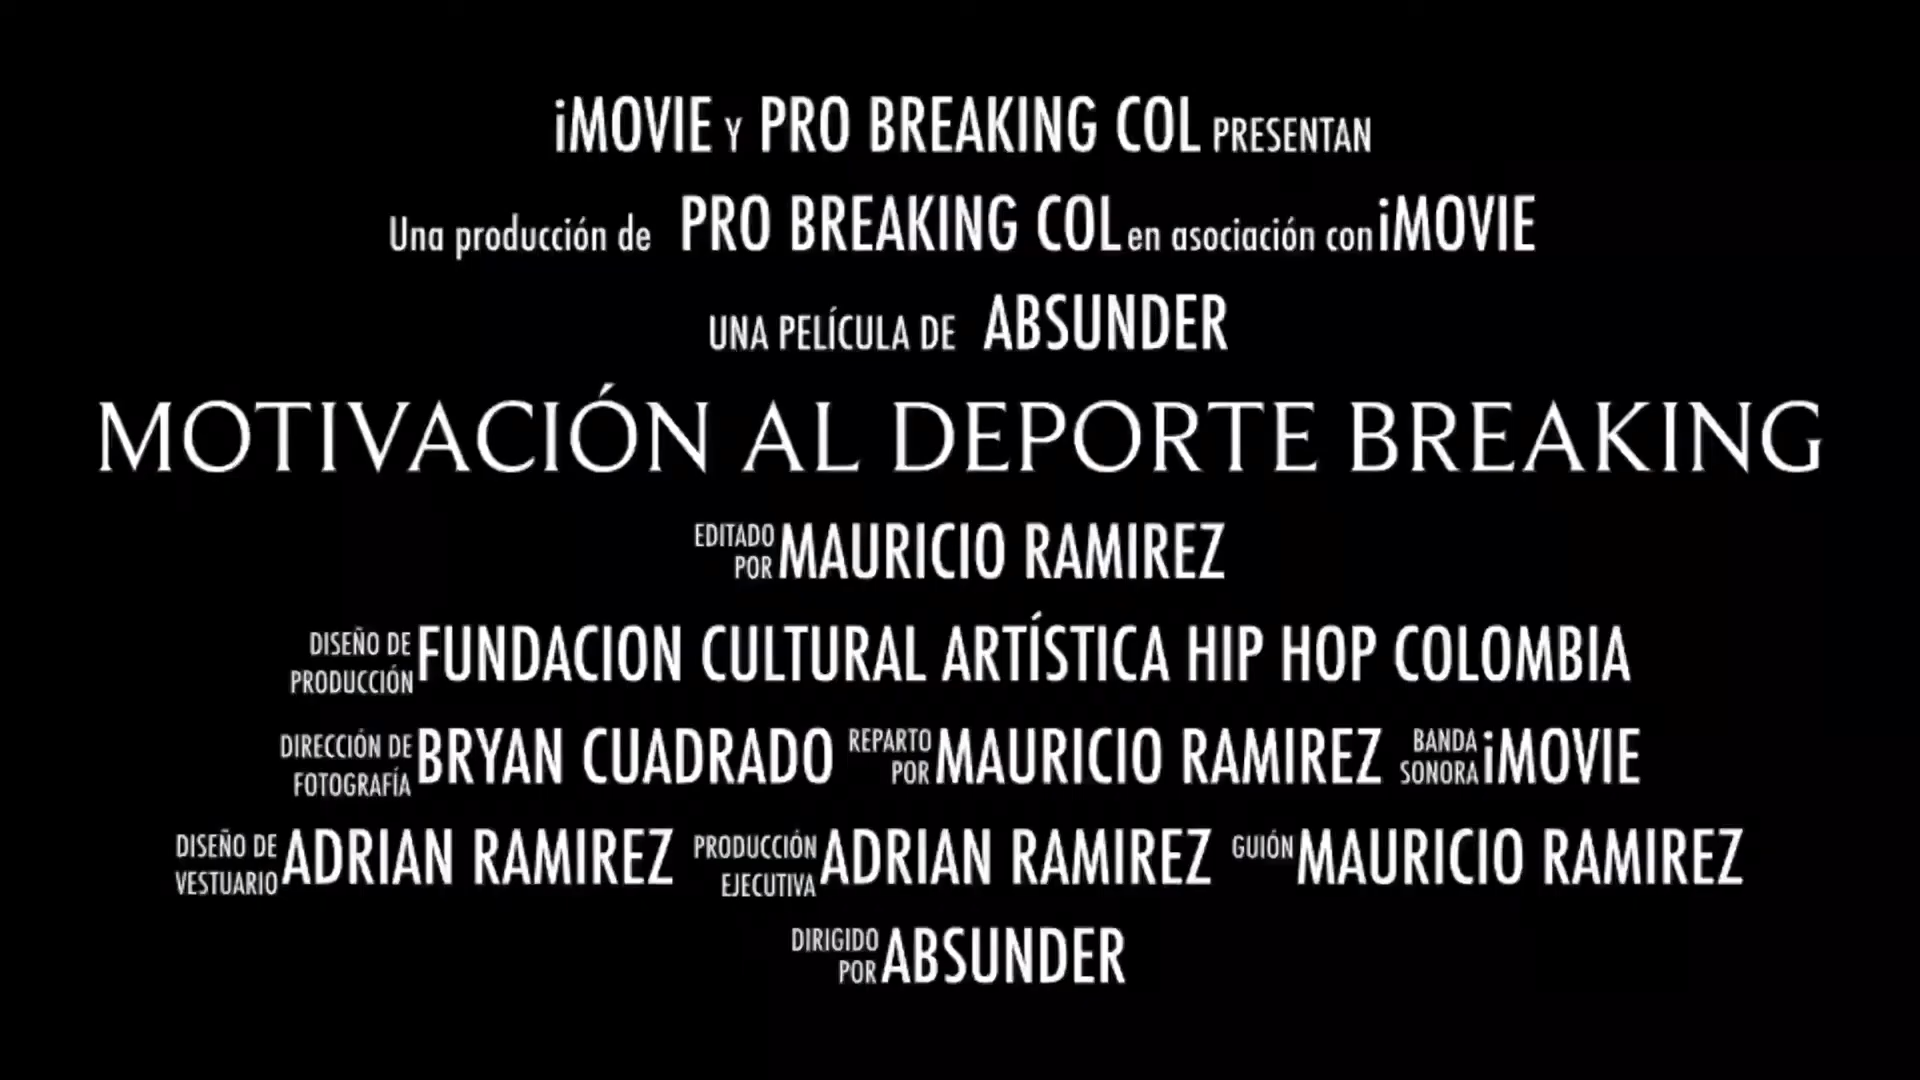 iMOVIE Y PRO BREAKING COL PRESENTAN
Una producción de PRO BREAKING COL en asociación con iMOVIE
UNA PELÍCULA DE ABSUNDER
MOTIVACIÓN AL DEPORTE BREAKING
EDITADO POR MAURICIO RAMIREZ
DISEÑO DE PRODUCCIÓN FUNDACION CULTURAL ARTÍSTICA HIP HOP COLOMBIA
DIRECCIÓN DE FOTOGRAFÍA BRYAN CUADRADO REPARTO POR MAURICIO RAMIREZ BANDA SONORA iMOVIE
DISEÑO DE VESTUARIO ADRIAN RAMIREZ PRODUCCIÓN EJECUTIVA ADRIAN RAMIREZ GUIÓN MAURICIO RAMIREZ
DIRIGIDO POR ABSUNDER